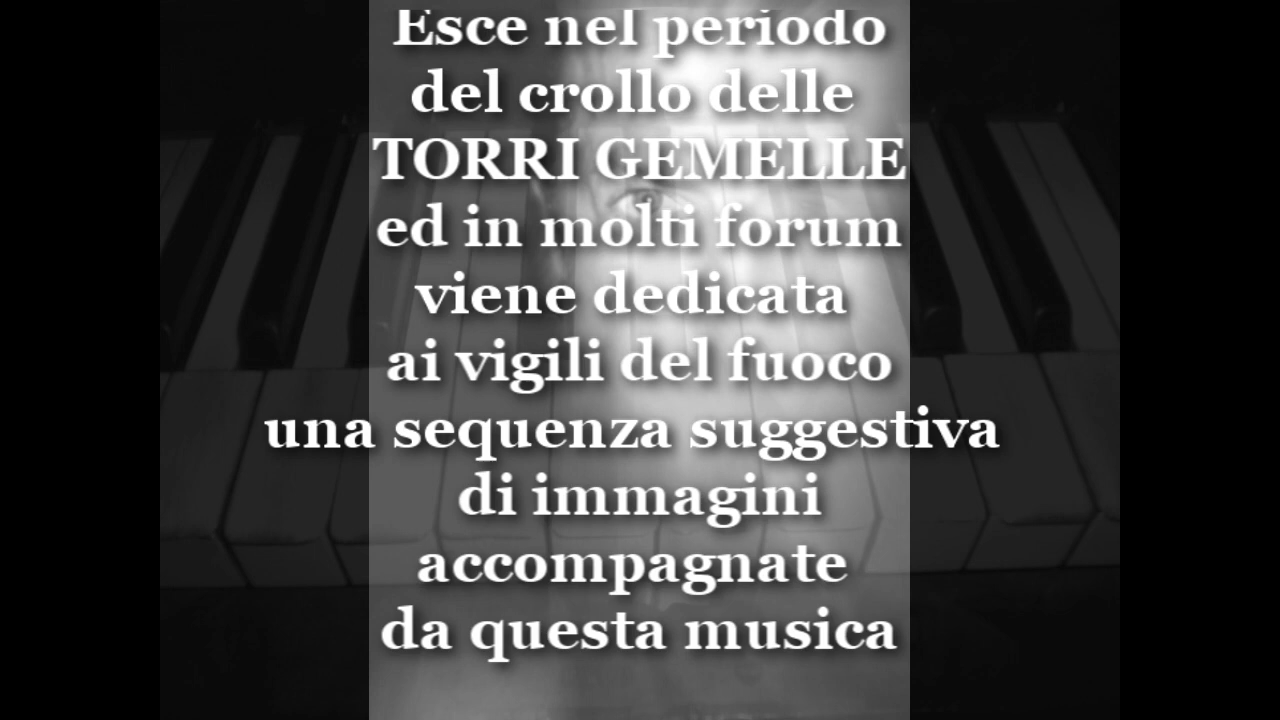 Esce nel periodo
del crollo delle
TORRI GEMELLE
ed in molti forum
viene dedicata
ai vigili del fuoco
una sequenza suggestiva
di immagini
accompagnate
da questa musica